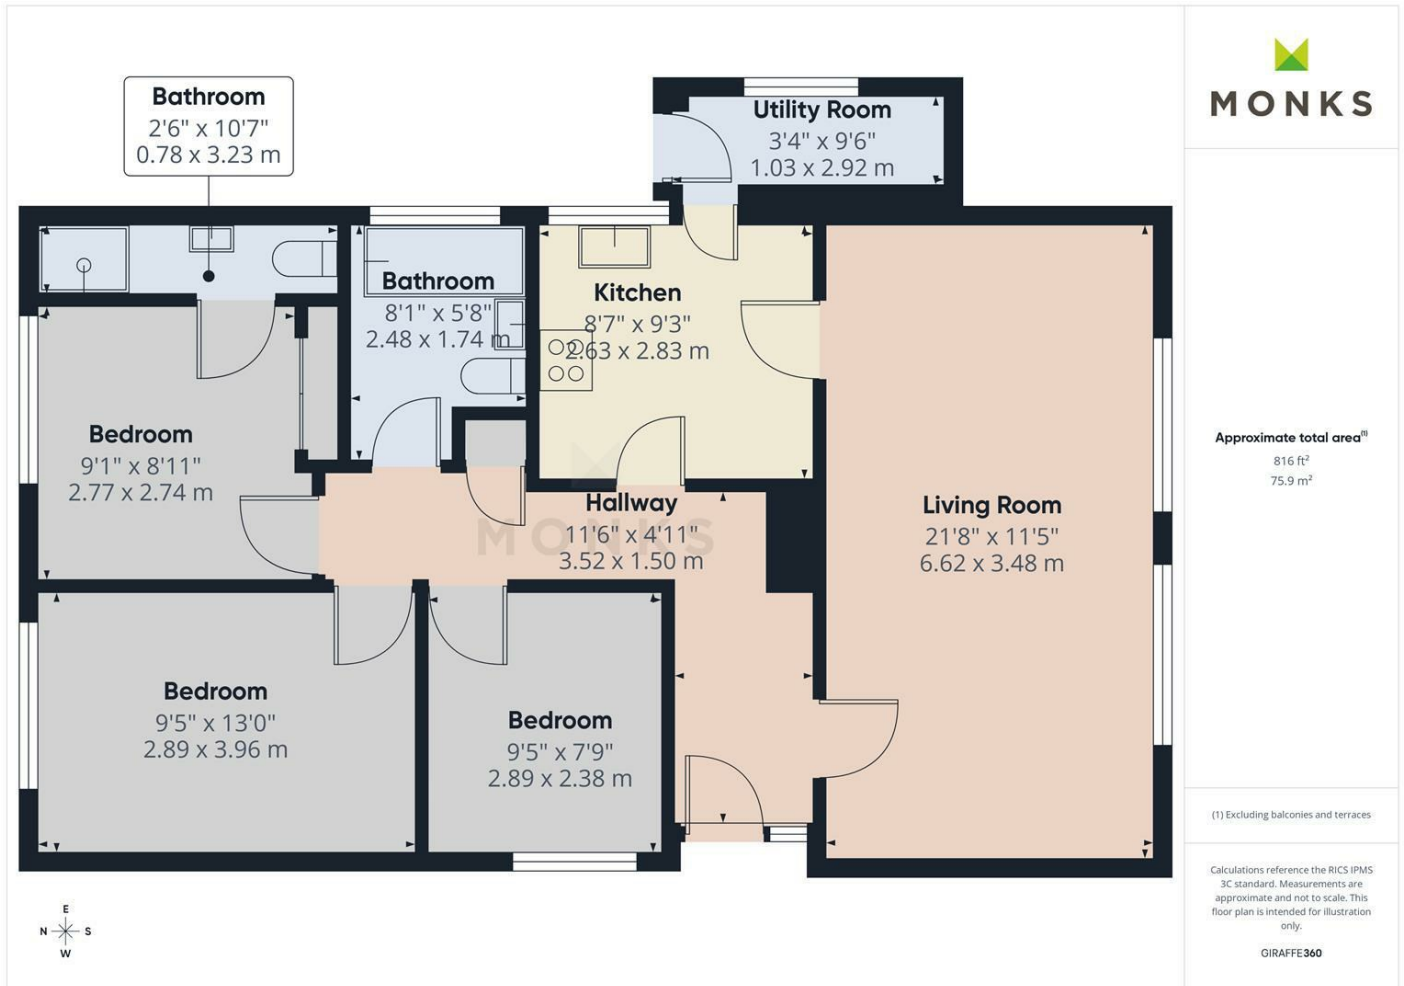 Bathroom
2'6" x 10'7"
0.78 x 3.23 m
Utility Room
3'4" x 9'6"
1.03 x 2.92 m
Bathroom
8'1" x 5'8"
2.48 x 1.74 m
Kitchen
8'7" x 9'3"
2.63 x 2.83 m
Bedroom
9'1" x 8'11"
2.77 x 2.74 m
Hallway
11'6" x 4'11"
3.52 x 1.50 m
MONKS
Living Room
21'8" x 11'5"
6.62 x 3.48 m
Bedroom
9'5" x 13'0"
2.89 x 3.96 m
Bedroom
9'5" x 7'9"
2.89 x 2.38 m
E
N S
W
MONKS
Approximate total area(1)
816 ft²
75.9 m²
(1) Excluding balconies and terraces
Calculations reference the RICS IPMS
3C standard. Measurements are
approximate and not to scale. This
floor plan is intended for illustration
only.
GIRAFFE360